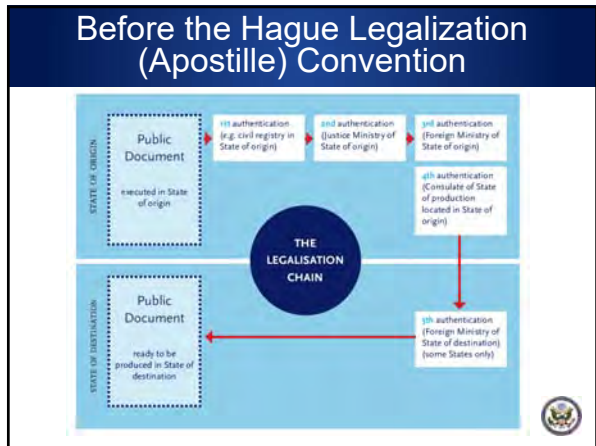 Before the Hague Legalization
(Apostille) Convention
STATE OF ORIGIN
Public
Document
executed in State
of origin
1st authentication
(e.g. civil registry in
State of origin)
2nd authentication
(Justice Ministry of
State of origin)
3rd authentication
(Foreign Ministry of
State of origin)
4th authentication
(Consulate of State
of production
located in State of
origin)
THE
LEGALISATION
CHAIN
STATE OF DESTINATION
Public
Document
ready to be
produced in State of
destination
5th authentication
(Foreign Ministry of
State of destination)
(some States only)